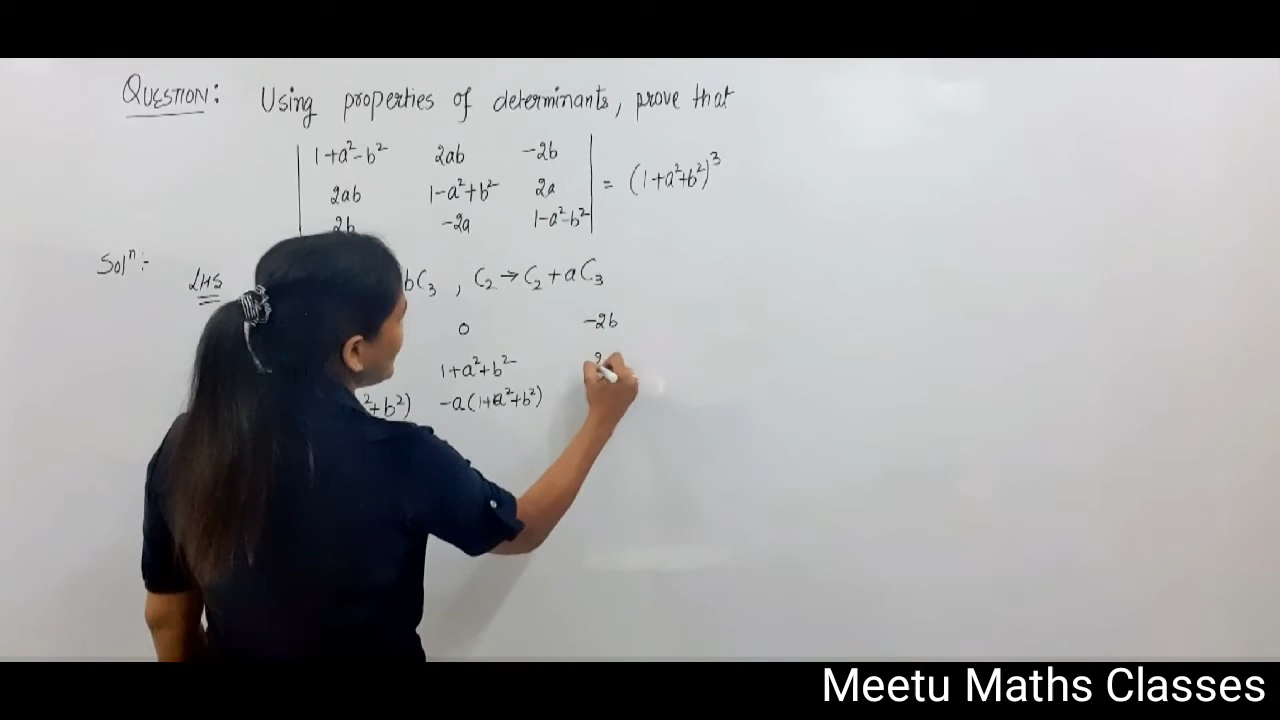 QUESTION: Using properties of determinants, prove that
1+a²-b² 2ab -2b
2ab 1-a²+b² 2a = (1+a²+b²)³
2b -2a 1-a²-b²
Solⁿ:-
LHS bC₃ , C₂→C₂+aC₃
0 -2b
1+a²+b² 2
²+b²) -a(1+a²+b²)
Meetu Maths Classes